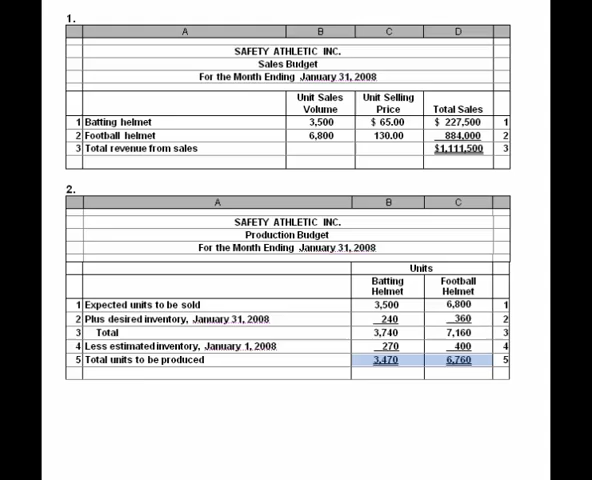 1.
A B C D
SAFETY ATHLETIC INC.
Sales Budget
For the Month Ending January 31, 2008
Unit Sales Unit Selling
Volume Price Total Sales
1 Batting helmet 3,500 $ 65.00 $ 227,500 1
2 Football helmet 6,800 130.00 884,000 2
3 Total revenue from sales $1,111,500 3
2.
A B C
SAFETY ATHLETIC INC.
Production Budget
For the Month Ending January 31, 2008
Units
Batting Football
Helmet Helmet
1 Expected units to be sold 3,500 6,800 1
2 Plus desired inventory, January 31, 2008 240 360 2
3 Total 3,740 7,160 3
4 Less estimated inventory, January 1, 2008 270 400 4
5 Total units to be produced 3,470 6,760 5